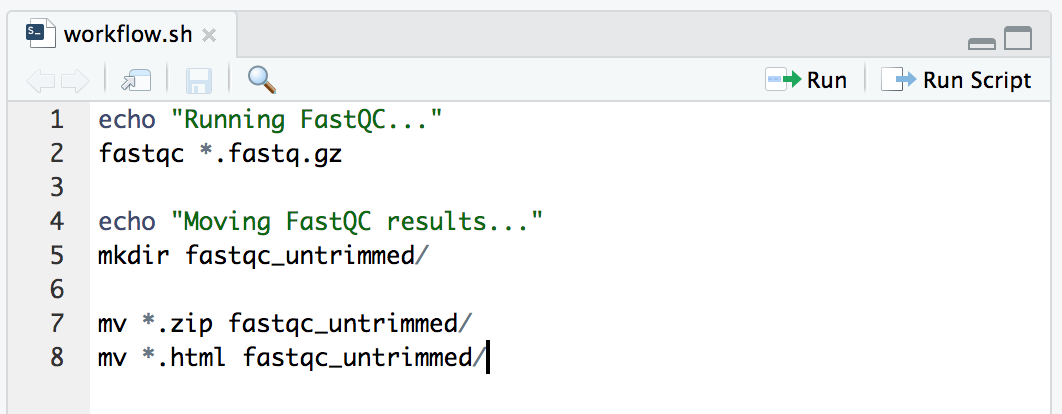 workflow.sh
Run
Run Script
1 echo "Running FastQC..."
2 fastqc *.fastq.gz
3
4 echo "Moving FastQC results..."
5 mkdir fastqc_untrimmed/
6
7 mv *.zip fastqc_untrimmed/
8 mv *.html fastqc_untrimmed/